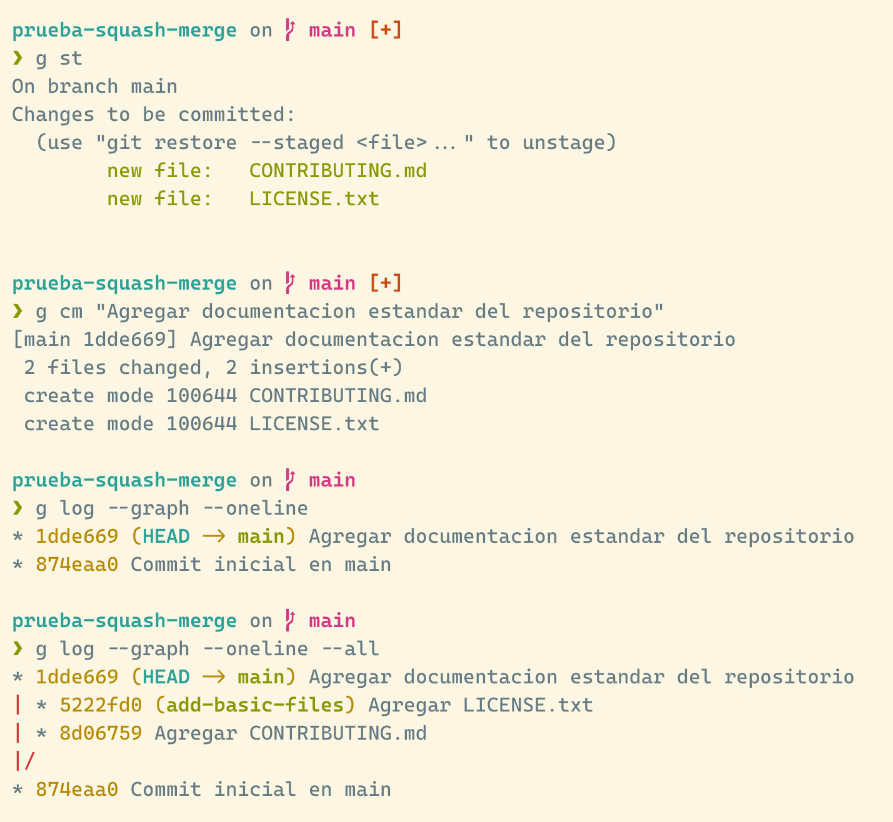 prueba-squash-merge on main [+]
❯ g st
On branch main
Changes to be committed:
  (use "git restore --staged <file>..." to unstage)
        new file:   CONTRIBUTING.md
        new file:   LICENSE.txt
prueba-squash-merge on main [+]
❯ g cm "Agregar documentacion estandar del repositorio"
[main 1dde669] Agregar documentacion estandar del repositorio
 2 files changed, 2 insertions(+)
 create mode 100644 CONTRIBUTING.md
 create mode 100644 LICENSE.txt
prueba-squash-merge on main
❯ g log --graph --oneline
* 1dde669 (HEAD -> main) Agregar documentacion estandar del repositorio
* 874eaa0 Commit inicial en main
prueba-squash-merge on main
❯ g log --graph --oneline --all
* 1dde669 (HEAD -> main) Agregar documentacion estandar del repositorio
| * 5222fd0 (add-basic-files) Agregar LICENSE.txt
| * 8d06759 Agregar CONTRIBUTING.md
|/
* 874eaa0 Commit inicial en main